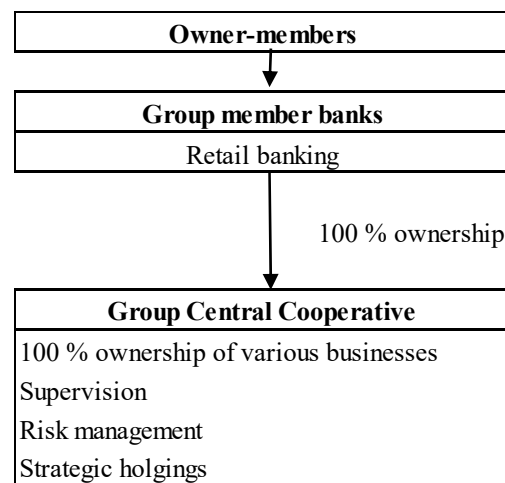 Owner-members
Group member banks
Retail banking
100 % ownership
Group Central Cooperative
100 % ownership of various businesses
Supervision
Risk management
Strategic holgings